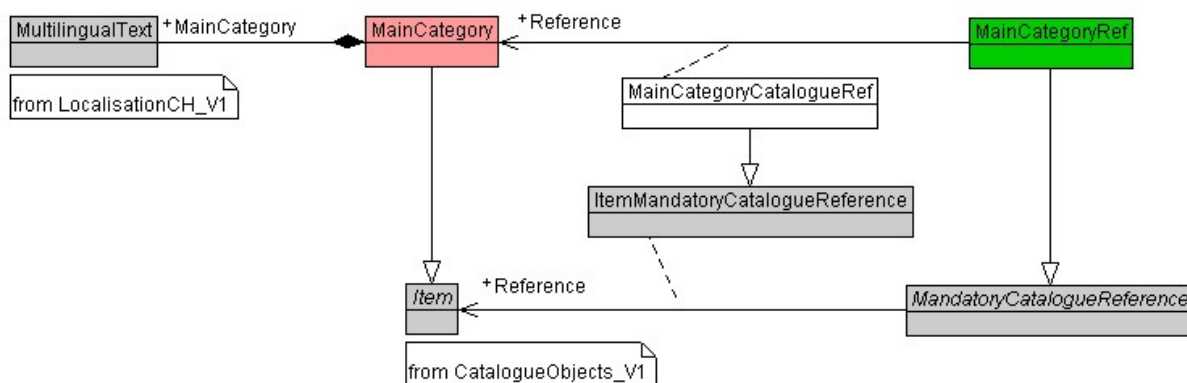 MultilingualText
+MainCategory
MainCategory
+Reference
MainCategoryRef
from LocalisationCH_V1
MainCategoryCatalogueRef
ItemMandatoryCatalogueReference
Item
+Reference
MandatoryCatalogueReference
from CatalogueObjects_V1